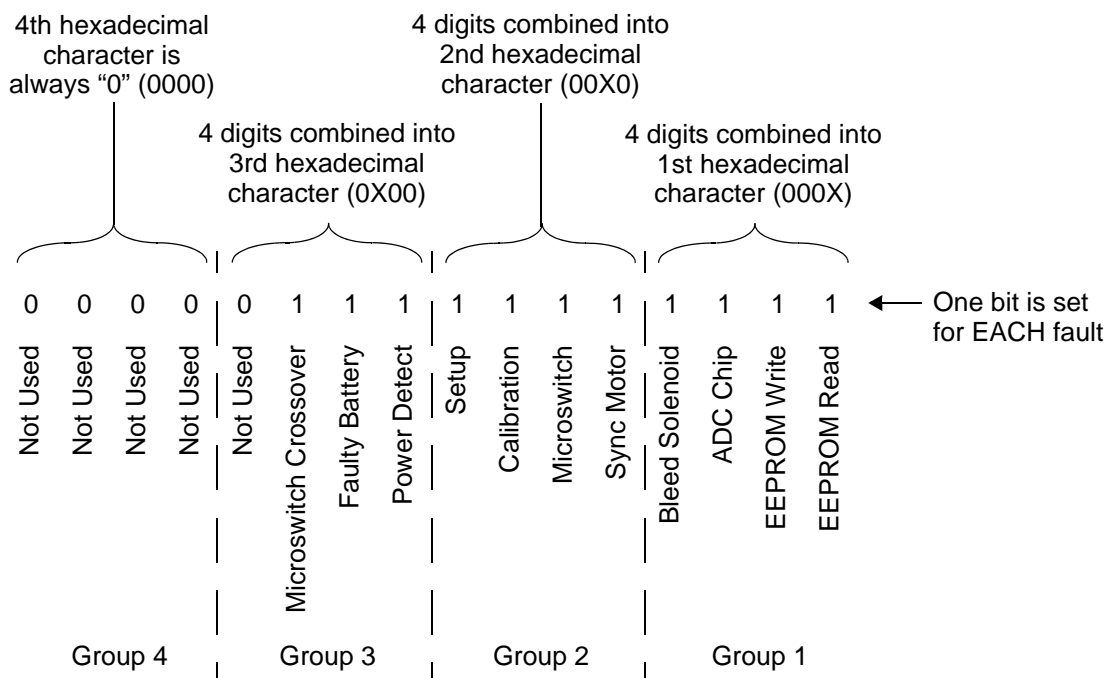 4th hexadecimal
character is
always “0” (0000)
4 digits combined into
2nd hexadecimal
character (00X0)
4 digits combined into
3rd hexadecimal
character (0X00)
4 digits combined into
1st hexadecimal
character (000X)
0 0 0 0 0 1 1 1 1 1 1 1 1 1 1 1
One bit is set
for EACH fault
Not Used
Not Used
Not Used
Not Used
Not Used
Microswitch Crossover
Faulty Battery
Power Detect
Setup
Calibration
Microswitch
Sync Motor
Bleed Solenoid
ADC Chip
EEPROM Write
EEPROM Read
Group 4
Group 3
Group 2
Group 1